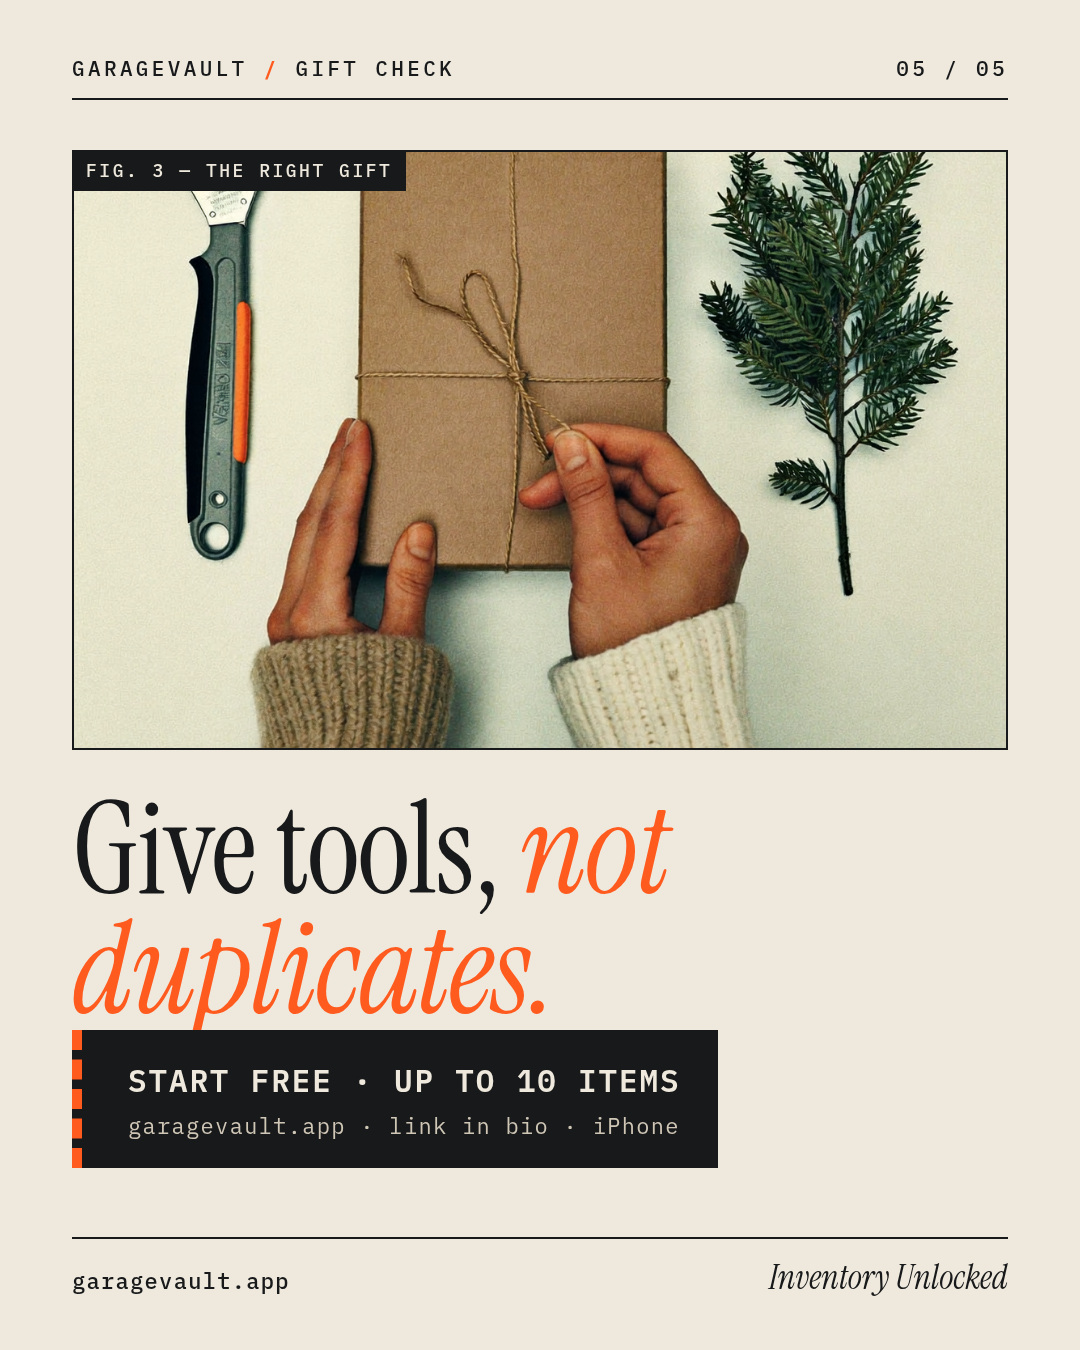 GARAGEVAULT / GIFT CHECK
05 / 05
FIG. 3 — THE RIGHT GIFT
Give tools, not
duplicates.
START FREE · UP TO 10 ITEMS
garagevault.app · link in bio · iPhone
garagevault.app
Inventory Unlocked